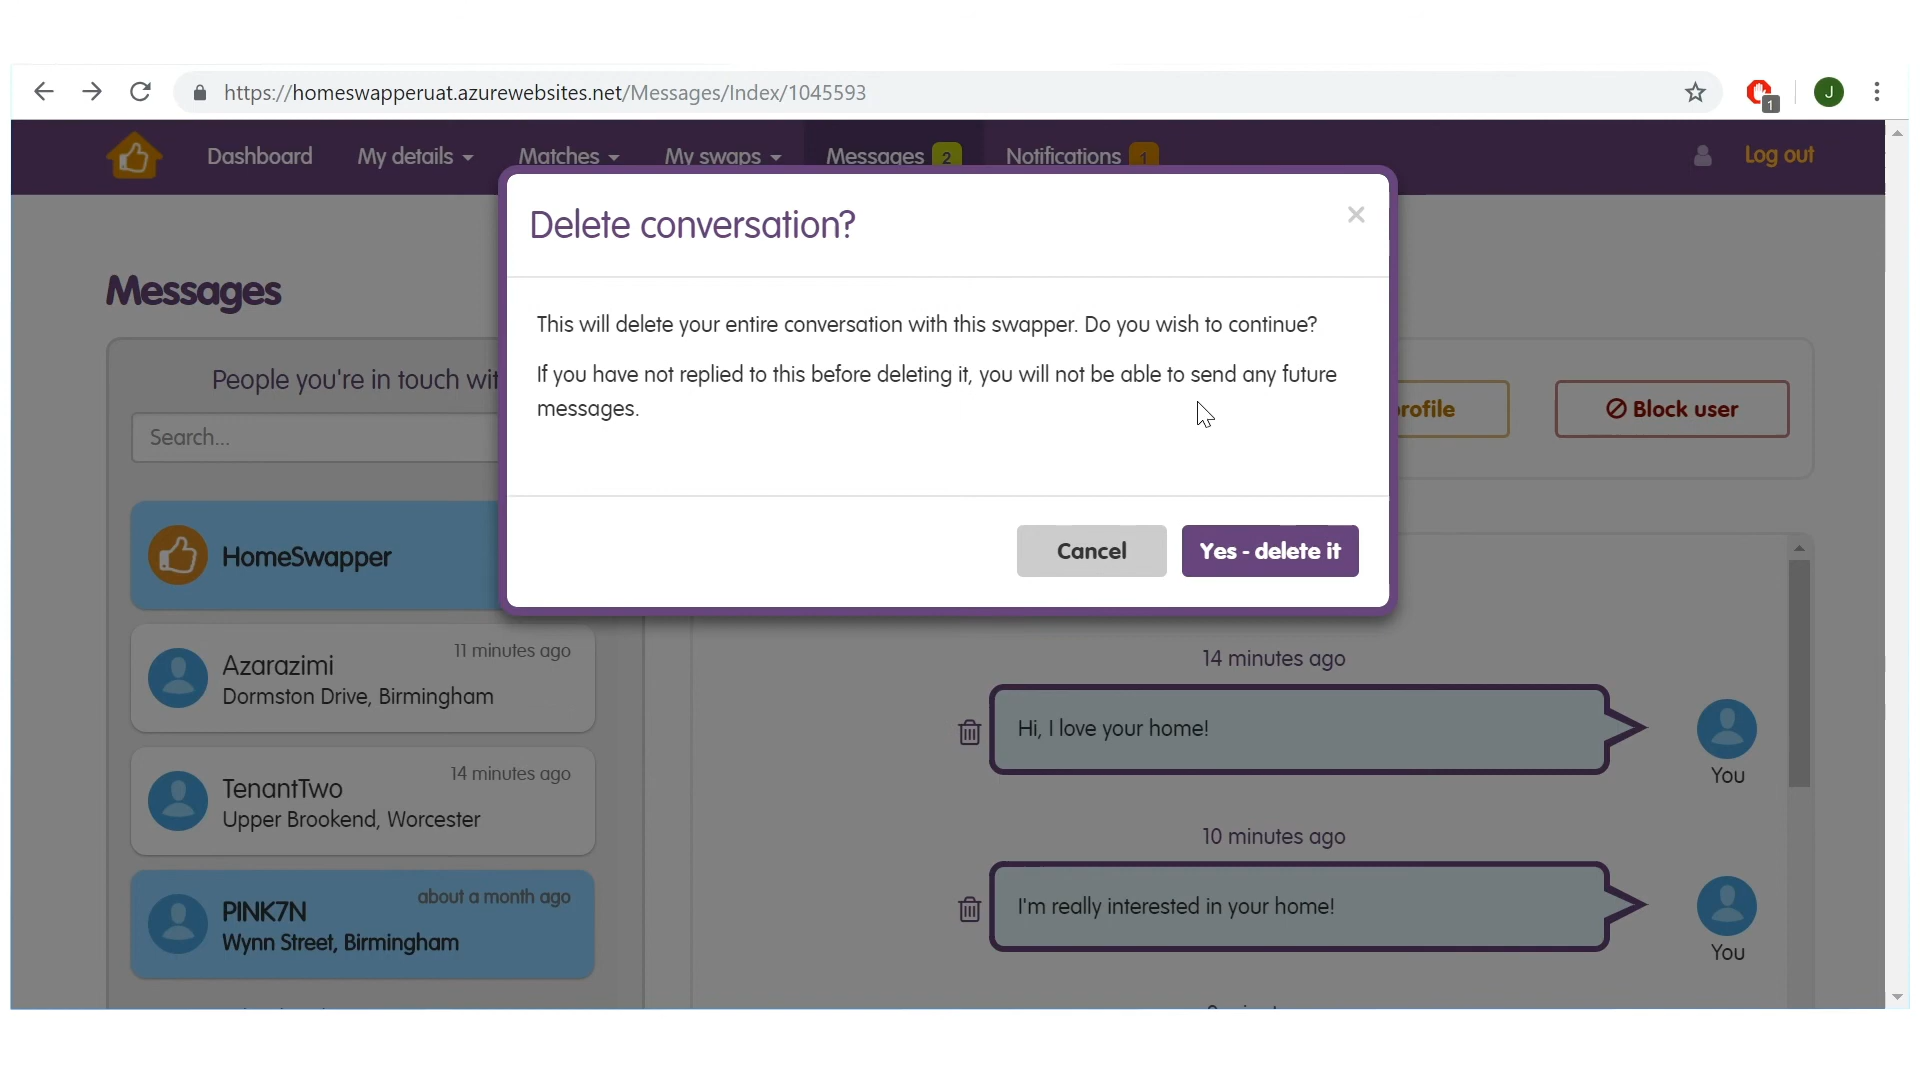 https://homeswapperuat.azurewebsites.net/Messages/Index/1045593
1
J
Dashboard
My details
Matches
My swaps
Messages 2
Notifications 1
Log out
Delete conversation?
×
This will delete your entire conversation with this swapper. Do you wish to continue?
If you have not replied to this before deleting it, you will not be able to send any future
messages.
Cancel
Yes - delete it
Messages
People you're in touch wit
Search...
HomeSwapper
11 minutes ago
Azarazimi
Dormston Drive, Birmingham
14 minutes ago
TenantTwo
Upper Brookend, Worcester
about a month ago
PINK7N
Wynn Street, Birmingham
rofile
Block user
14 minutes ago
Hi, I love your home!
You
10 minutes ago
I'm really interested in your home!
You